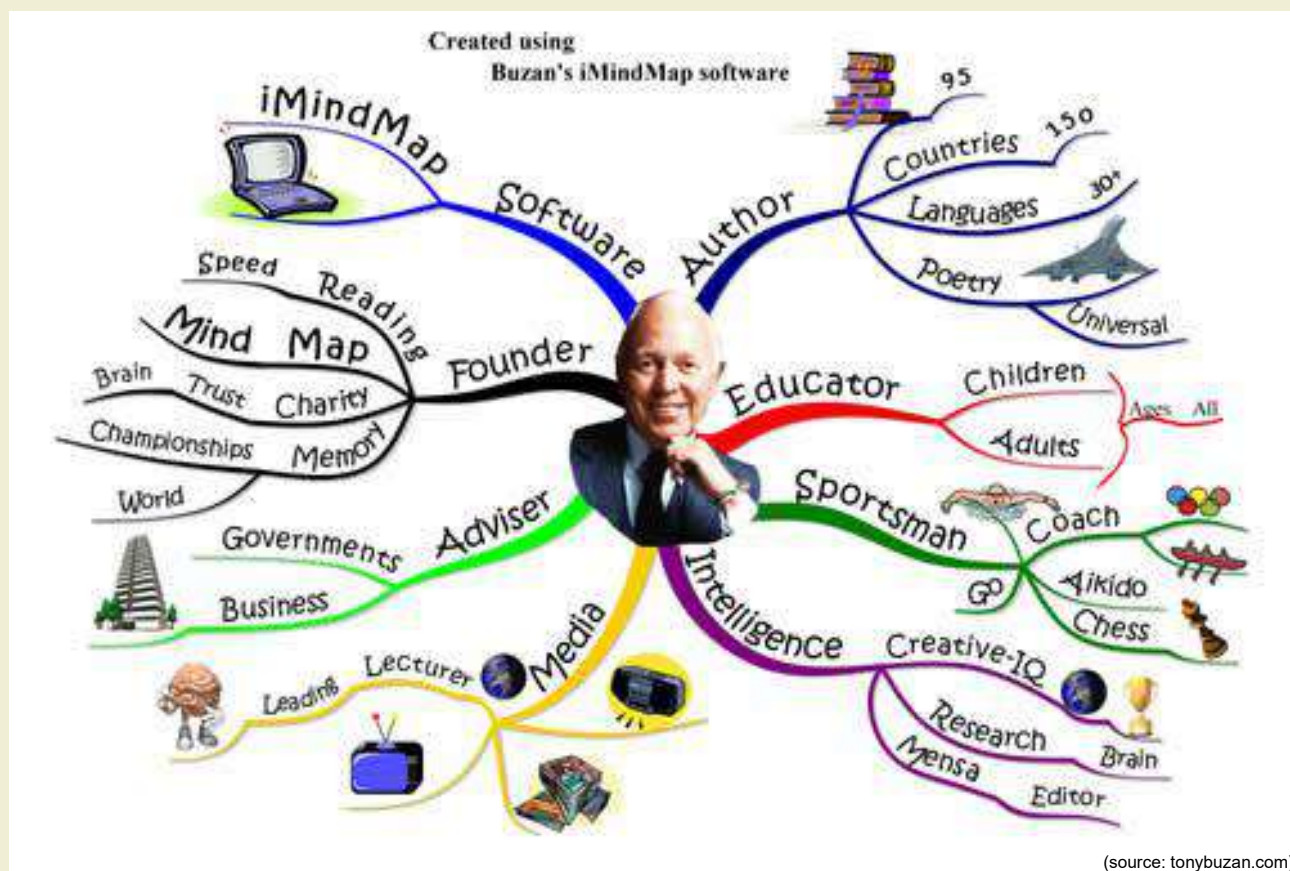 Created using
Buzan's iMindMap software
iMindMap
Software
Author
95
Countries 150
Languages 30+
Poetry
Universal
Speed Reading
Mind Map
Brain Trust Charity
Championships Memory
World
Founder
Educator
Children
Adults
Ages All
Adviser
Governments
Business
Sportsman
Coach
Aikido
Go
Chess
Media
Lecturer
Leading
Intelligence
Creative-IQ
Research Brain
Mensa Editor
(source: tonybuzan.com)